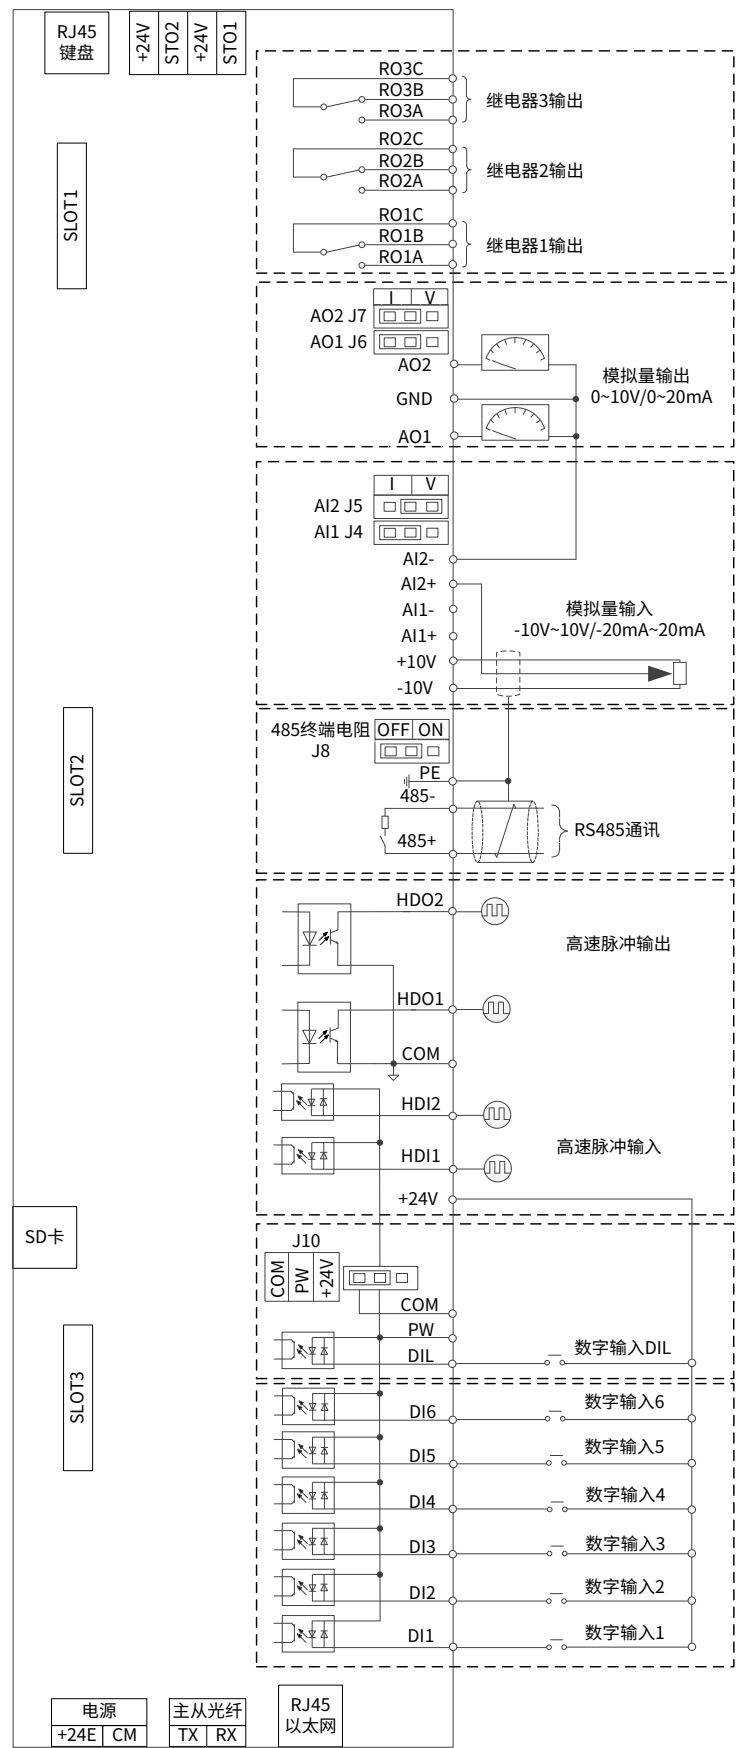 RJ45
键盘
+24V
STO2
+24V
STO1
RO3C
RO3B
RO3A
继电器3输出
RO2C
RO2B
RO2A
继电器2输出
SLOT1
RO1C
RO1B
RO1A
继电器1输出
I V
AO2 J7
AO1 J6
AO2
GND
AO1
模拟量输出
0~10V/0~20mA
I V
AI2 J5
AI1 J4
AI2-
AI2+
AI1-
AI1+
+10V
-10V
模拟量输入
-10V~10V/-20mA~20mA
SLOT2
485终端电阻 OFF ON
J8
PE
485-
485+
RS485通讯
HDO2
高速脉冲输出
HDO1
COM
HDI2
高速脉冲输入
HDI1
+24V
SD卡
J10
COM
PW
+24V
COM
PW
DIL
数字输入DIL
SLOT3
DI6
数字输入6
DI5
数字输入5
DI4
数字输入4
DI3
数字输入3
DI2
数字输入2
DI1
数字输入1
电源
+24E CM
主从光纤
TX RX
RJ45
以太网